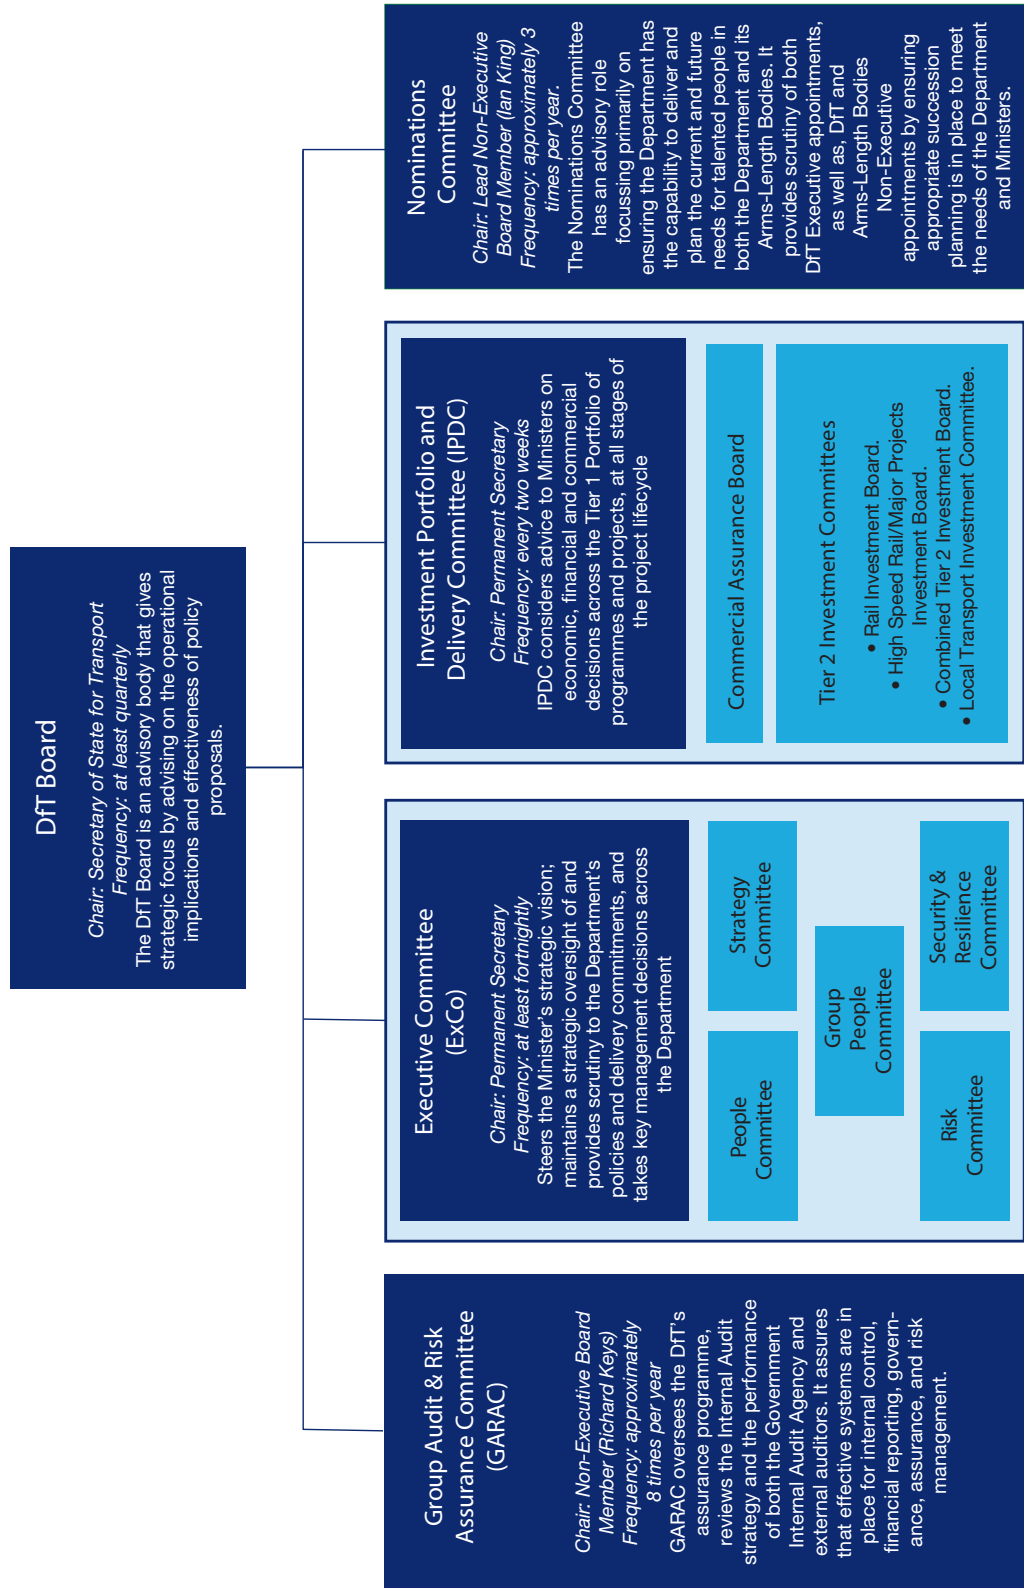 DfT Board
Chair: Secretary of State for Transport
Frequency: at least quarterly
The DfT Board is an advisory body that gives
strategic focus by advising on the operational
implications and effectiveness of policy
proposals.
Group Audit & Risk
Assurance Committee
(GARAC)
Chair: Non-Executive Board
Member (Richard Keys)
Frequency: approximately
8 times per year
GARAC oversees the DfT’s
assurance programme,
reviews the Internal Audit
strategy and the performance
of both the Government
Internal Audit Agency and
external auditors. It assures
that effective systems are in
place for internal control,
financial reporting, govern-
ance, assurance, and risk
management.
Executive Committee
(ExCo)
Chair: Permanent Secretary
Frequency: at least fortnightly
Steers the Minister’s strategic vision;
maintains a strategic oversight of and
provides scrutiny to the Department’s
policies and delivery commitments, and
takes key management decisions across
the Department
People
Committee
Strategy
Committee
Group
People
Committee
Risk
Committee
Security &
Resilience
Committee
Investment Portfolio and
Delivery Committee (IPDC)
Chair: Permanent Secretary
Frequency: every two weeks
IPDC considers advice to Ministers on
economic, financial and commercial
decisions across the Tier 1 Portfolio of
programmes and projects, at all stages of
the project lifecycle
Commercial Assurance Board
Tier 2 Investment Committees
• Rail Investment Board.
• High Speed Rail/Major Projects
Investment Board.
• Combined Tier 2 Investment Board.
• Local Transport Investment Committee.
Nominations
Committee
Chair: Lead Non-Executive
Board Member (Ian King)
Frequency: approximately 3
times per year.
The Nominations Committee
has an advisory role
focussing primarily on
ensuring the Department has
the capability to deliver and
plan the current and future
needs for talented people in
both the Department and its
Arms-Length Bodies. It
provides scrutiny of both
DfT Executive appointments,
as well as, DfT and
Arms-Length Bodies
Non-Executive
appointments by ensuring
appropriate succession
planning is in place to meet
the needs of the Department
and Ministers.